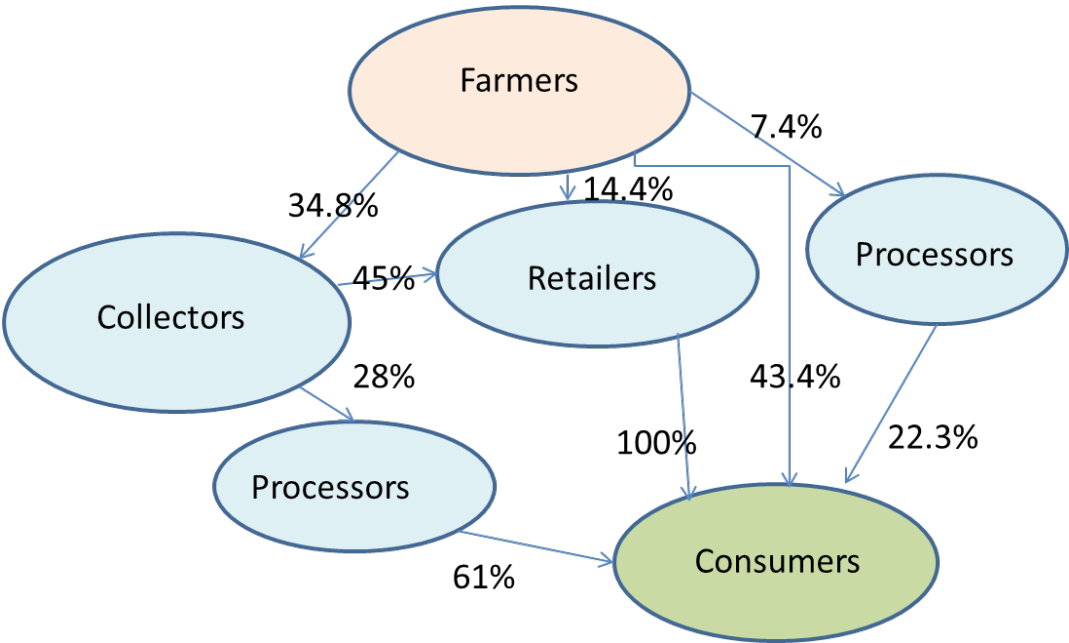 Farmers
7.4%
14.4%
34.8%
Processors
45%
Retailers
Collectors
28%
43.4%
100%
22.3%
Processors
Consumers
61%